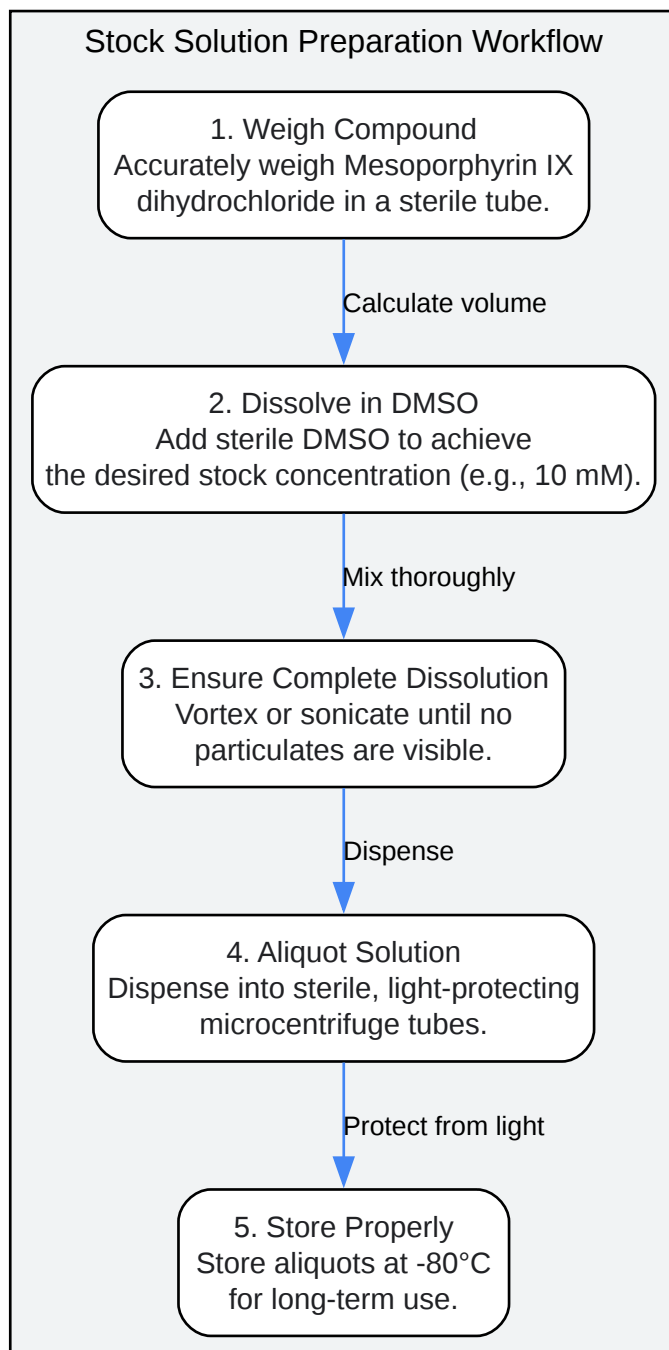 Stock Solution Preparation Workflow
1. Weigh Compound
Accurately weigh Mesoporphyrin IX
dihydrochloride in a sterile tube.
Calculate volume
2. Dissolve in DMSO
Add sterile DMSO to achieve
the desired stock concentration (e.g., 10 mM).
Mix thoroughly
3. Ensure Complete Dissolution
Vortex or sonicate until no
particulates are visible.
Dispense
4. Aliquot Solution
Dispense into sterile, light-protecting
microcentrifuge tubes.
Protect from light
5. Store Properly
Store aliquots at -80°C
for long-term use.